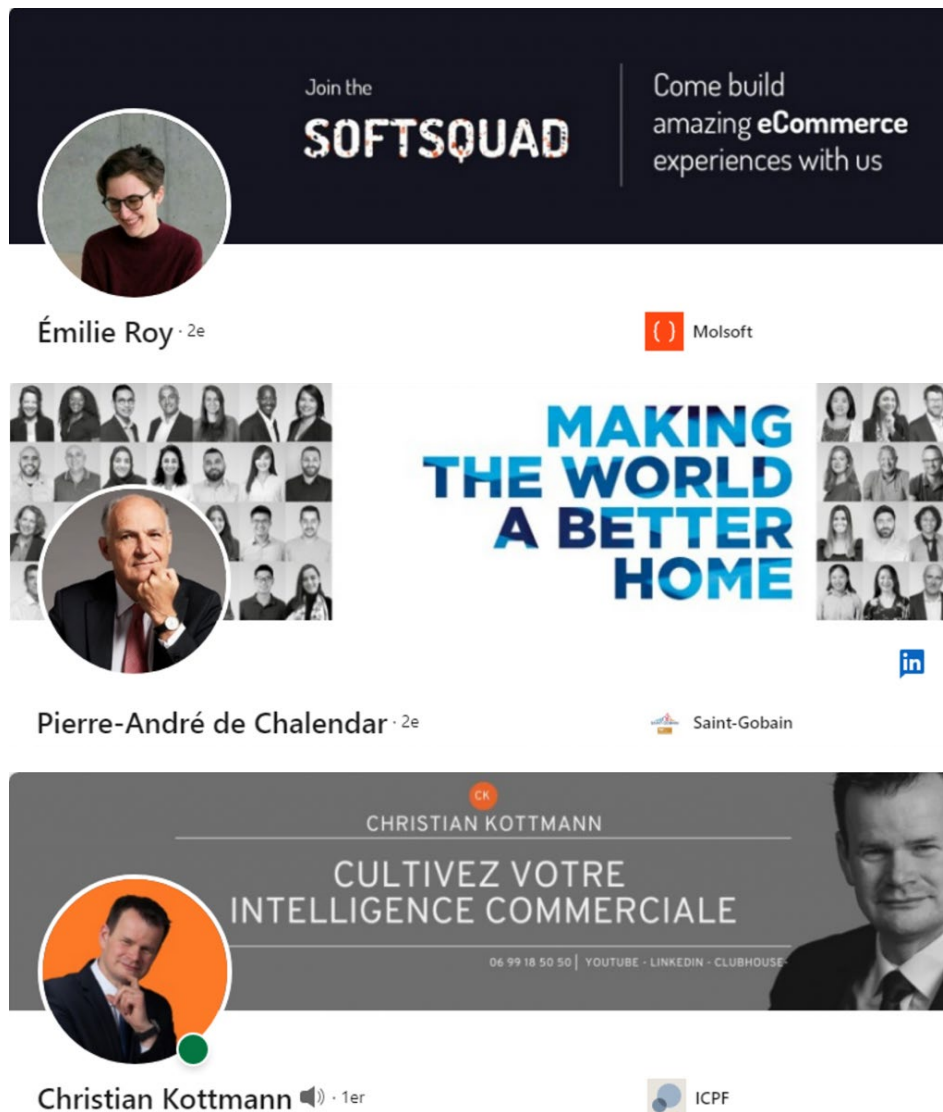 Join the
SOFTSQUAD
Come build
amazing eCommerce
experiences with us
Émilie Roy · 2e
Molsoft
MAKING
THE WORLD
A BETTER
HOME
in
Pierre-André de Chalendar · 2e
Saint-Gobain
CK
CHRISTIAN KOTTMANN
CULTIVEZ VOTRE
INTELLIGENCE COMMERCIALE
06 99 18 50 50 | YOUTUBE - LINKEDIN - CLUBHOUSE-
Christian Kottmann · 1er
ICPF